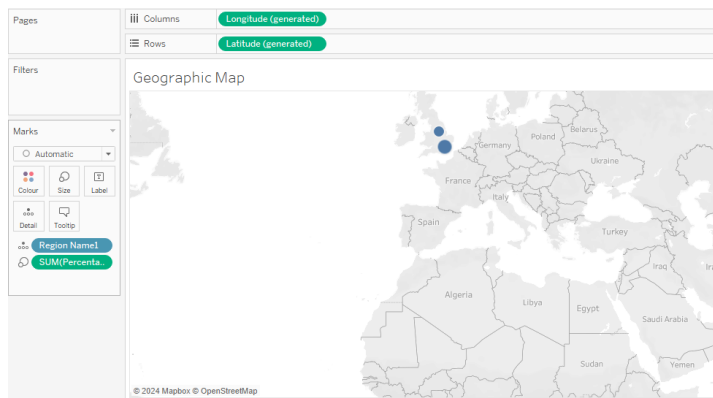 Pages
Columns
Longitude (generated)
Rows
Latitude (generated)
Filters
Geographic Map
Marks
Automatic
Colour
Size
Label
Detail
Tooltip
Region Name1
SUM(Percenta..
Belarus
Poland
Germany
Ukraine
France
Italy
Spain
Turkey
Iraq
Algeria
Libya
Egypt
Saudi Arabia
Sudan
Yemen
© 2024 Mapbox © OpenStreetMap